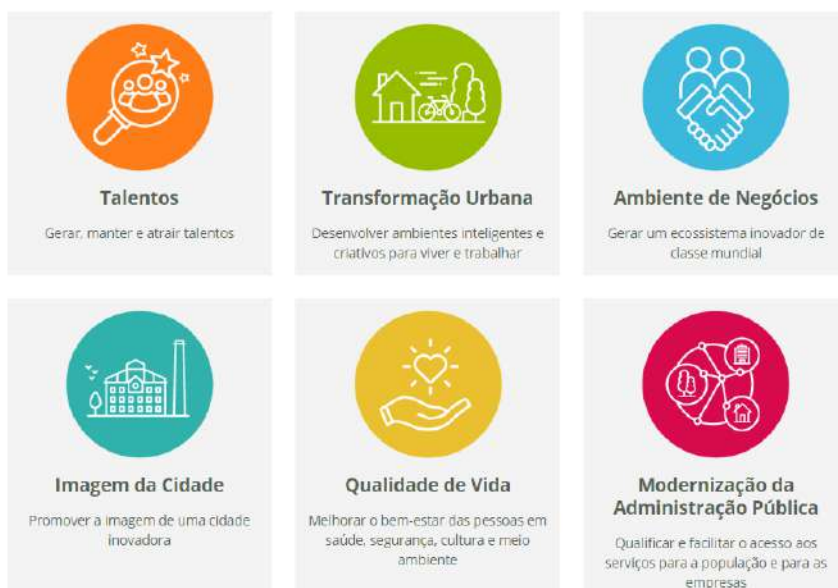 Talentos
Gerar, manter e atrair talentos
Transformação Urbana
Desenvolver ambientes inteligentes e
criativos para viver e trabalhar
Ambiente de Negócios
Gerar um ecossistema inovador de
classe mundial
Imagem da Cidade
Promover a imagem de uma cidade
inovadora
Qualidade de Vida
Melhorar o bem-estar das pessoas em
saúde, segurança, cultura e meio
ambiente
Modernização da
Administração Pública
Qualificar e facilitar o acesso aos
serviços para a população e para as
empresas